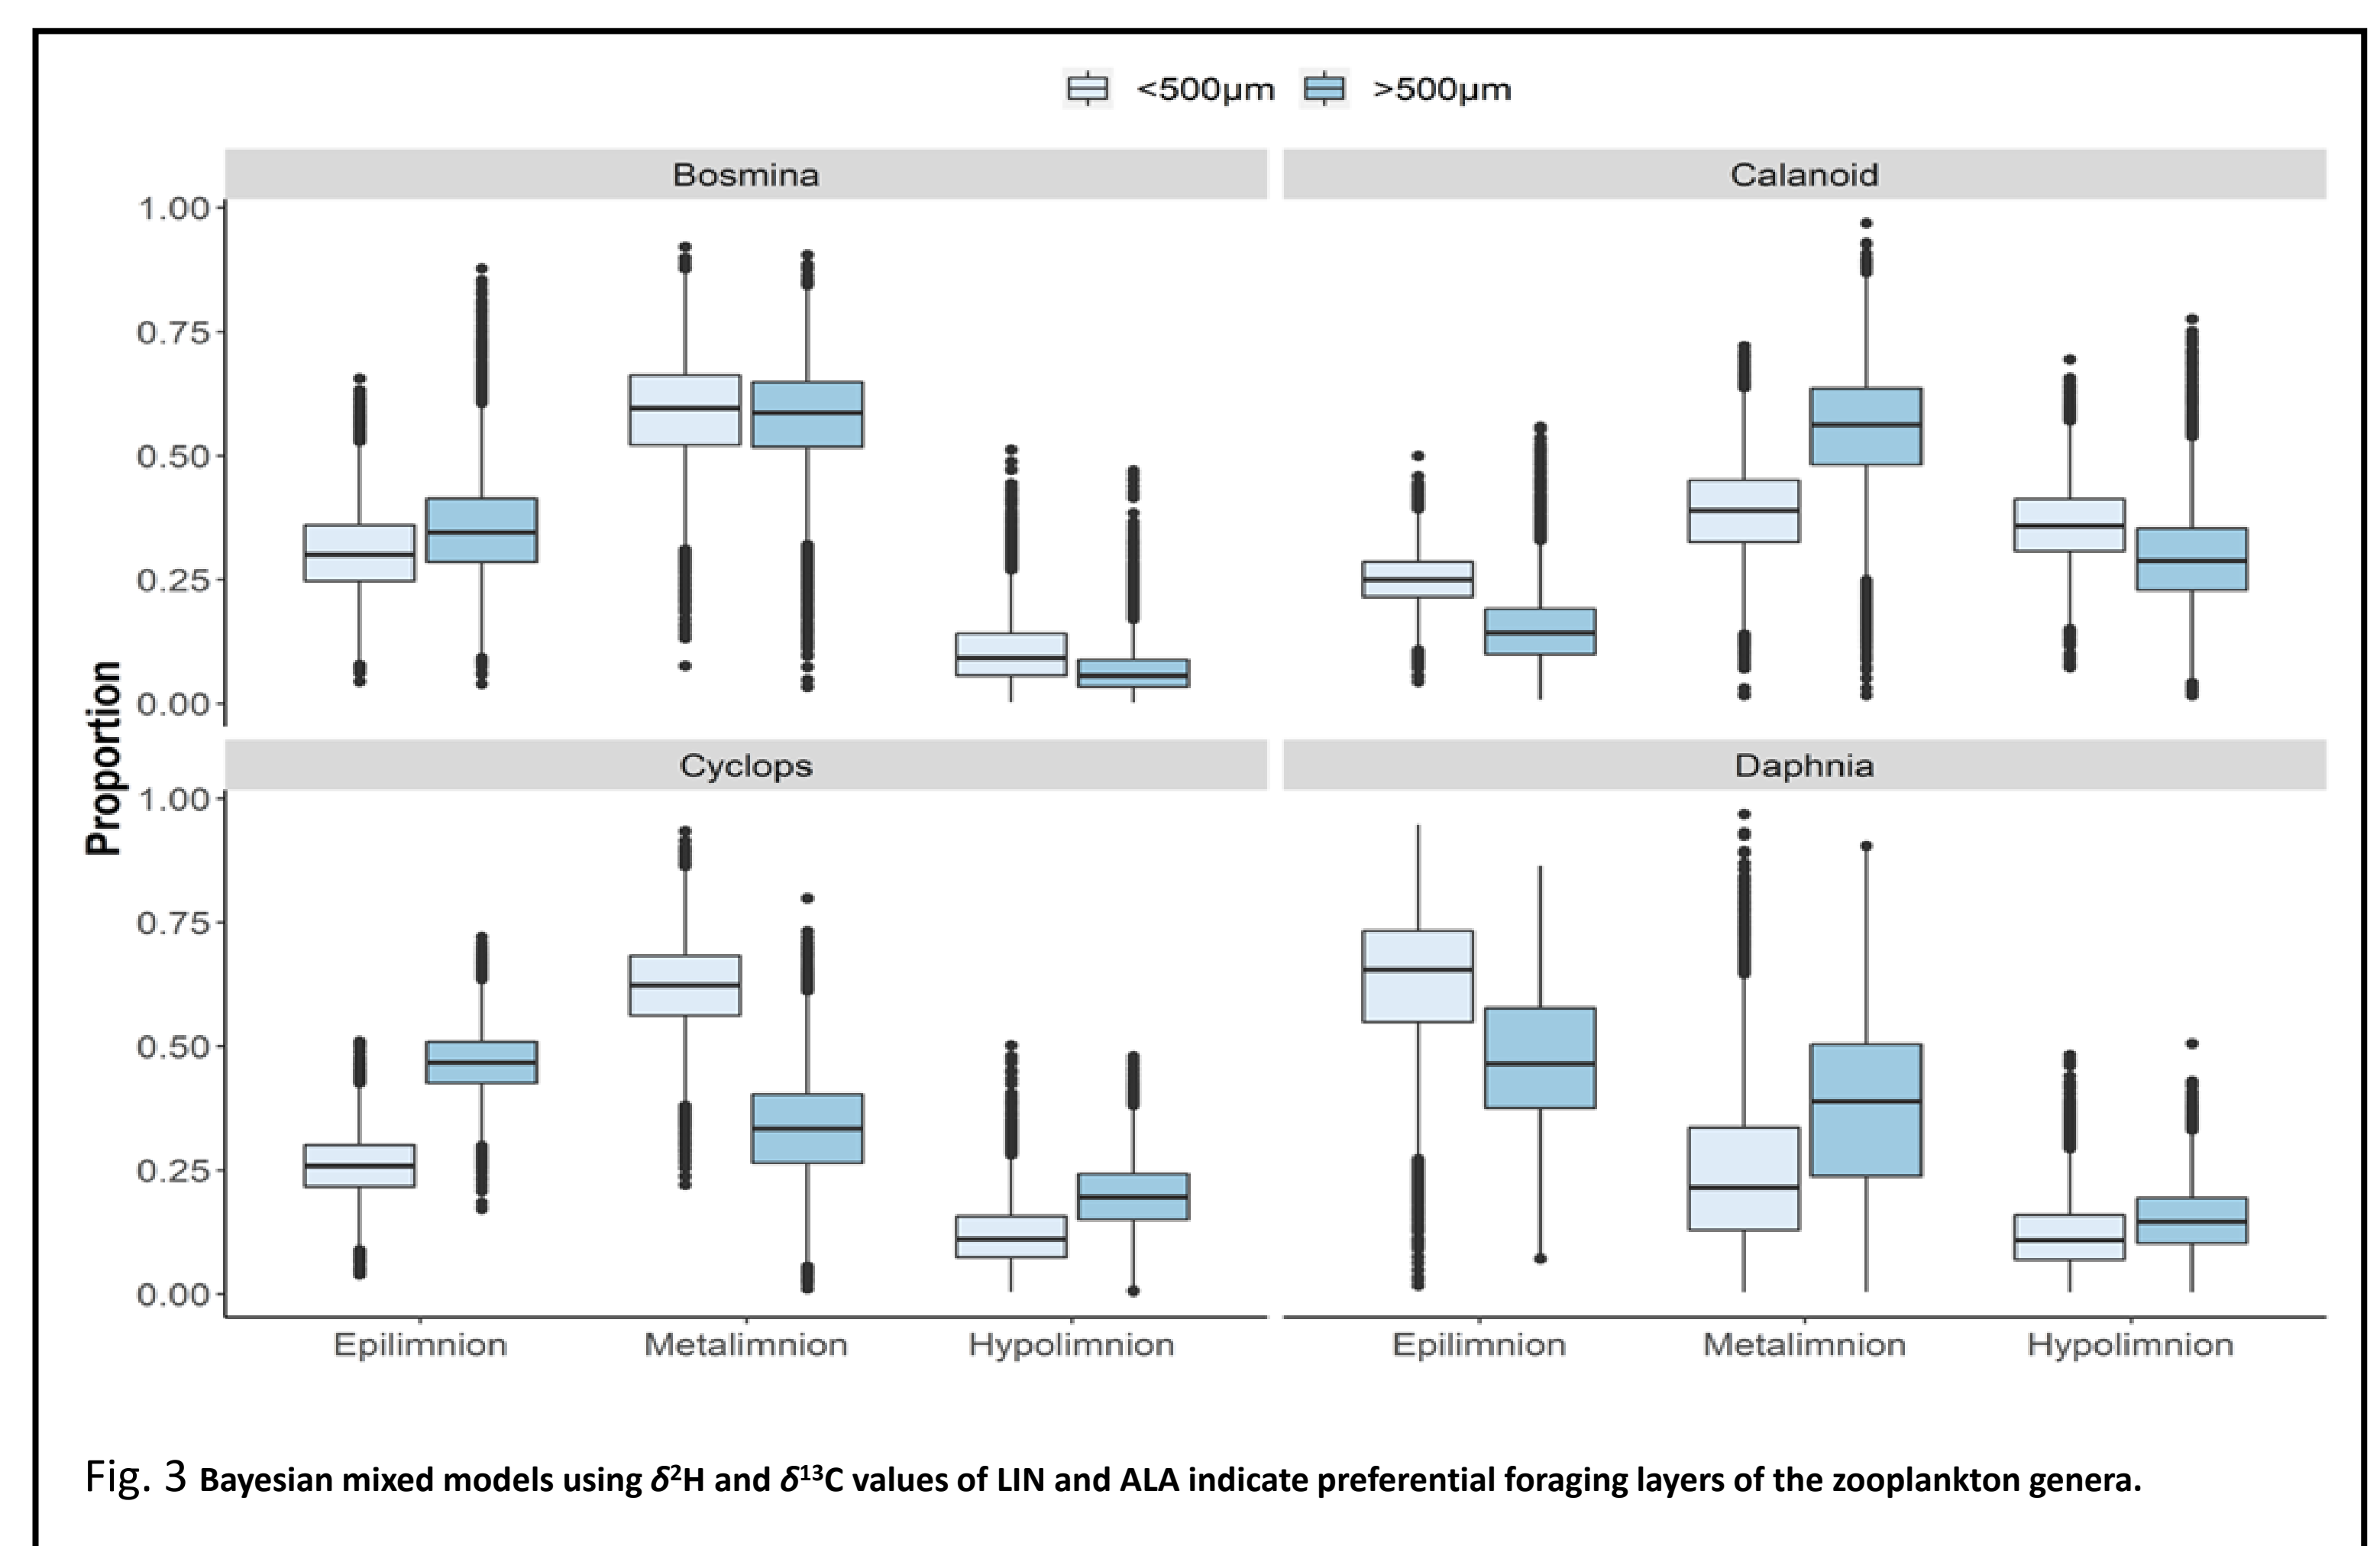 <500µm >500µm
Bosmina Calanoid
1.00
0.75
0.50
0.25
0.00
Proportion
Cyclops Daphnia
1.00
0.75
0.50
0.25
0.00
Epilimnion Metalimnion Hypolimnion Epilimnion Metalimnion Hypolimnion
Fig. 3 Bayesian mixed models using δ²H and δ¹³C values of LIN and ALA indicate preferential foraging layers of the zooplankton genera.